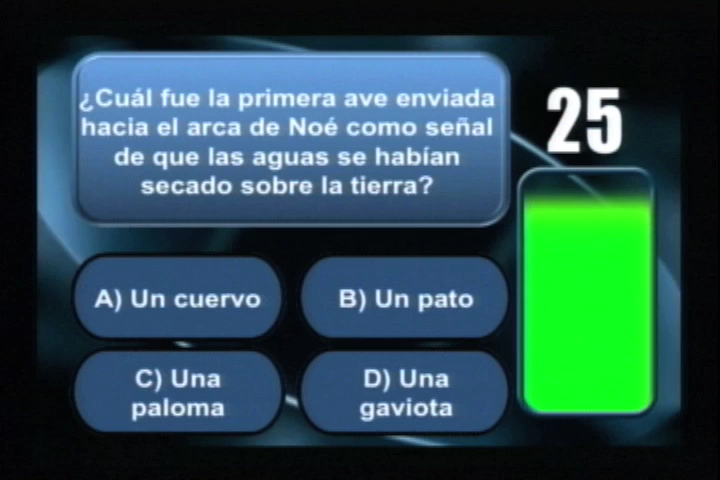 ¿Cuál fue la primera ave enviada
hacia el arca de Noé como señal
de que las aguas se habían
secado sobre la tierra?
25
A) Un cuervo
B) Un pato
C) Una
paloma
D) Una
gaviota